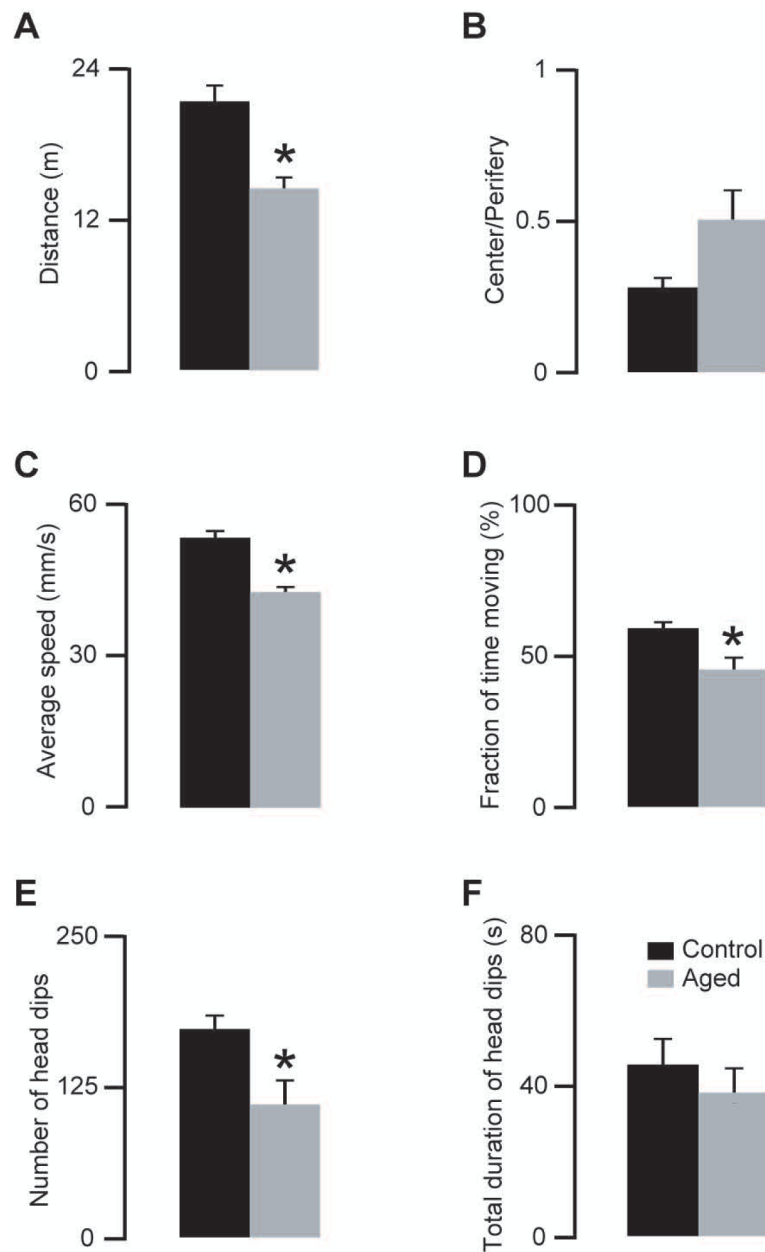 A
24
12
0
Distance (m)
*
B
1
0.5
0
Center/Perifery
C
60
30
0
Average speed (mm/s)
*
D
100
50
0
Fraction of time moving (%)
*
E
250
125
0
Number of head dips
*
F
80
40
0
Total duration of head dips (s)
Control
Aged